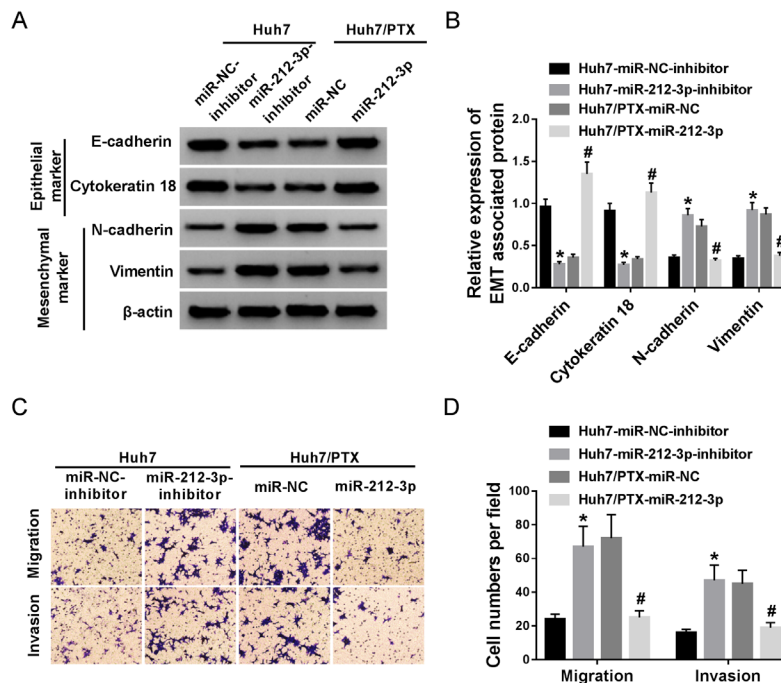 A
Huh7
Huh7/PTX
miR-NC-
inhibitor
miR-212-3p-
inhibitor
miR-NC
miR-212-3p
Epithelial
marker
E-cadherin
Cytokeratin 18
Mesenchymal
marker
N-cadherin
Vimentin
β-actin
B
Huh7-miR-NC-inhibitor
Huh7-miR-212-3p-inhibitor
Huh7/PTX-miR-NC
Huh7/PTX-miR-212-3p
Relative expression of
EMT associated protein
2.0
1.5
1.0
0.5
0.0
*
#
*
#
*
#
*
#
E-cadherin
Cytokeratin 18
N-cadherin
Vimentin
C
Huh7
Huh7/PTX
miR-NC-
inhibitor
miR-212-3p-
inhibitor
miR-NC
miR-212-3p
Migration
Invasion
D
Huh7-miR-NC-inhibitor
Huh7-miR-212-3p-inhibitor
Huh7/PTX-miR-NC
Huh7/PTX-miR-212-3p
Cell numbers per field
100
80
60
40
20
0
*
#
*
#
Migration
Invasion